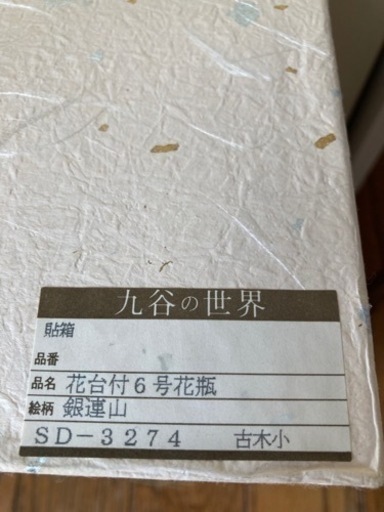 九谷の世界
貼箱
品番
品名 花台付6号花瓶
絵柄 銀連山
SD-3274 古木小